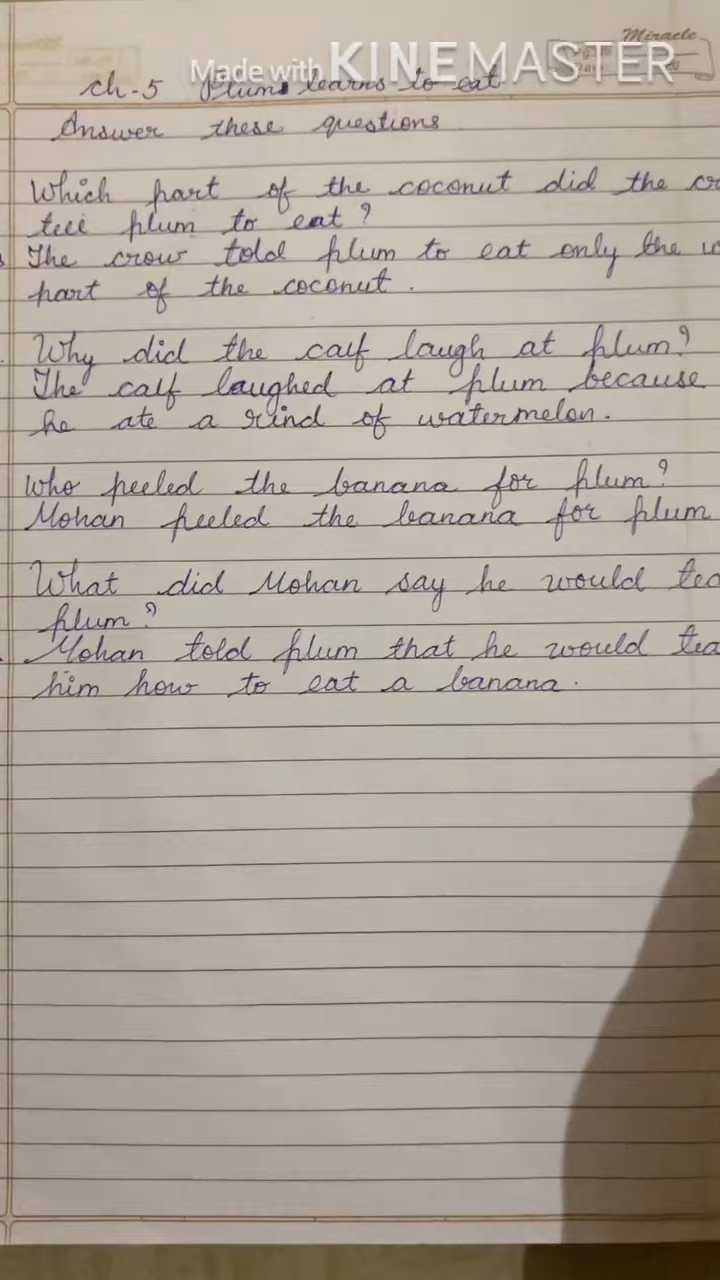 Miracle
Made with KINEMASTER
ch-5 Plum learns to eat
Answer these questions
Which part of the coconut did the cr
tell plum to eat?
The crow told plum to eat only the
part of the coconut.
Why did the calf laugh at plum?
The calf laughed at plum because
he ate a rind of watermelon.
Who peeled the banana for plum?
Mohan peeled the banana for plum
What did Mohan say he would tea
plum?
Mohan told plum that he would tea
him how to eat a banana.